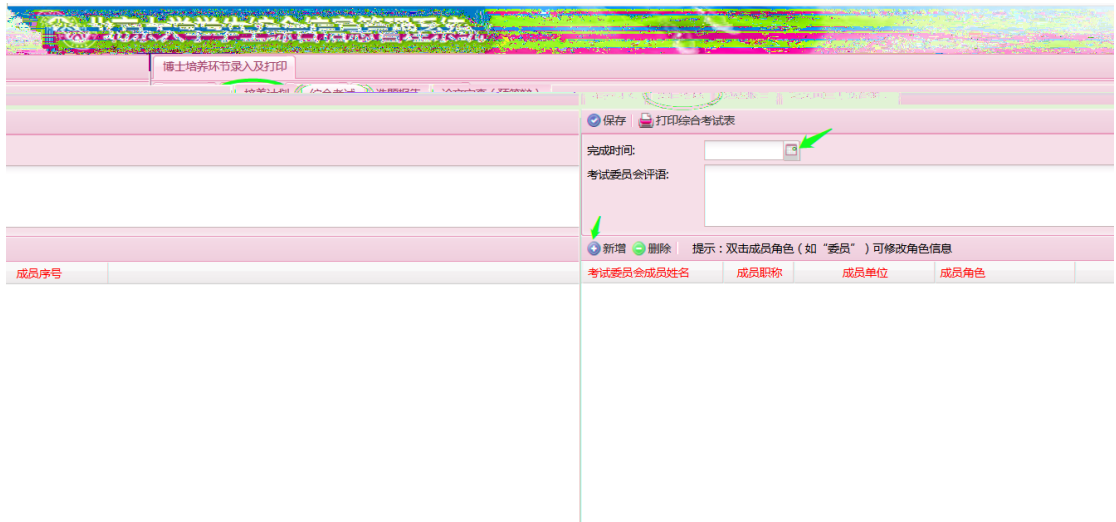 博士培养环节录入及打印
保存 打印综合考试表
完成时间:
考试委员会评语:
新增 删除 提示：双击成员角色（如“委员”）可修改角色信息
成员序号 考试委员会成员姓名 成员职称 成员单位 成员角色